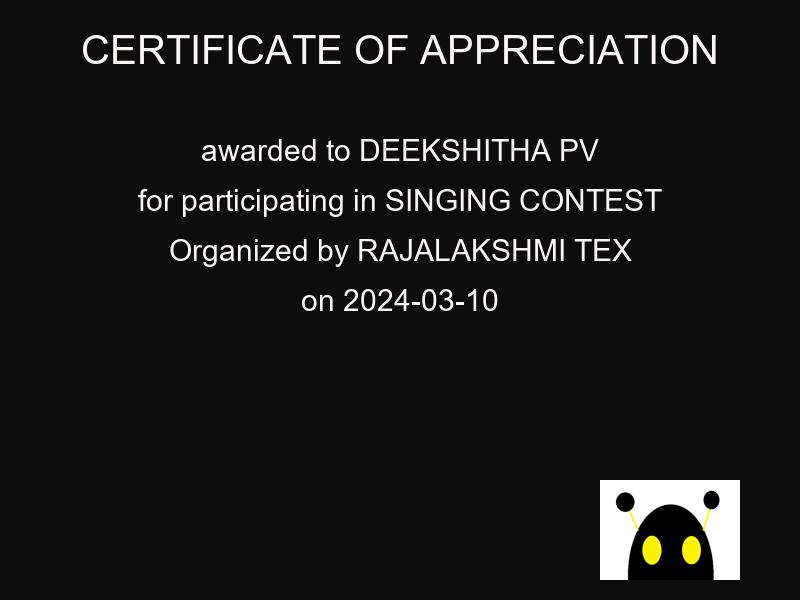 CERTIFICATE OF APPRECIATION
awarded to DEEKSHITHA PV
for participating in SINGING CONTEST
Organized by RAJALAKSHMI TEX
on 2024-03-10